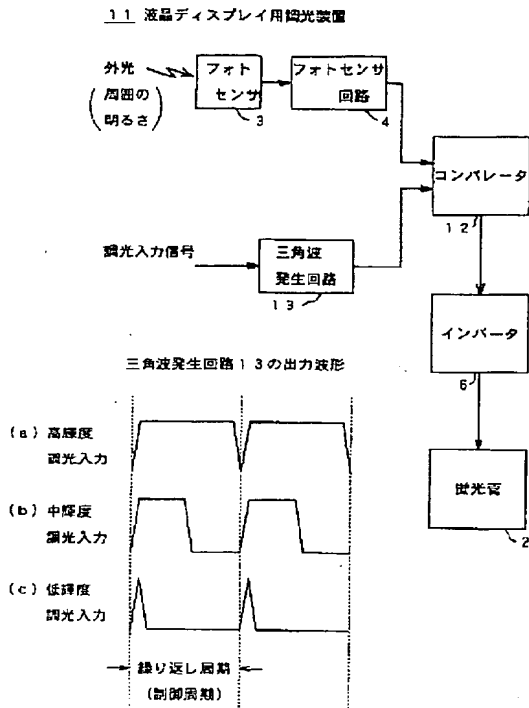 11 液晶ディスプレイ用調光装置
外光
(周囲の
明るさ)
フォト
センサ
3
フォトセンサ
回路
4
コンパレータ
12
調光入力信号
三角波
発生回路
13
インバータ
6
三角波発生回路13の出力波形
蛍光管
2
(a) 高輝度
調光入力
(b) 中輝度
調光入力
(c) 低輝度
調光入力
繰り返し周期
(制御周期)